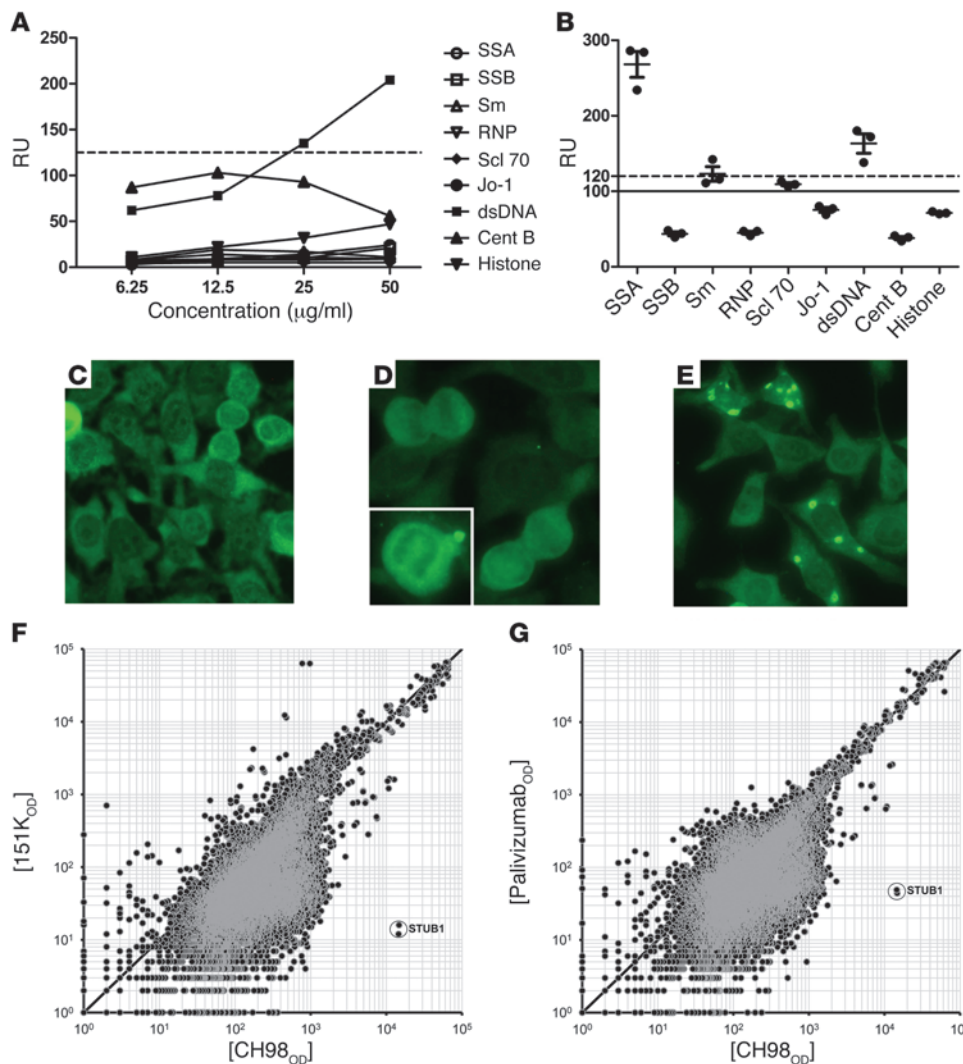 A
RU
250
200
150
100
50
0
6.25 12.5 25 50
Concentration (μg/ml)
SSA
SSB
Sm
RNP
Scl 70
Jo-1
dsDNA
Cent B
Histone
B
RU
300
200
120
100
0
SSA SSB Sm RNP Scl 70 Jo-1 dsDNA Cent B Histone
C
D
E
F
[151K_OD]
10⁵
10⁴
10³
10²
10¹
10⁰
STUB1
10⁰ 10¹ 10² 10³ 10⁴ 10⁵
[CH98_OD]
G
[Palivizumab_OD]
10⁵
10⁴
10³
10²
10¹
10⁰
STUB1
10⁰ 10¹ 10² 10³ 10⁴ 10⁵
[CH98_OD]